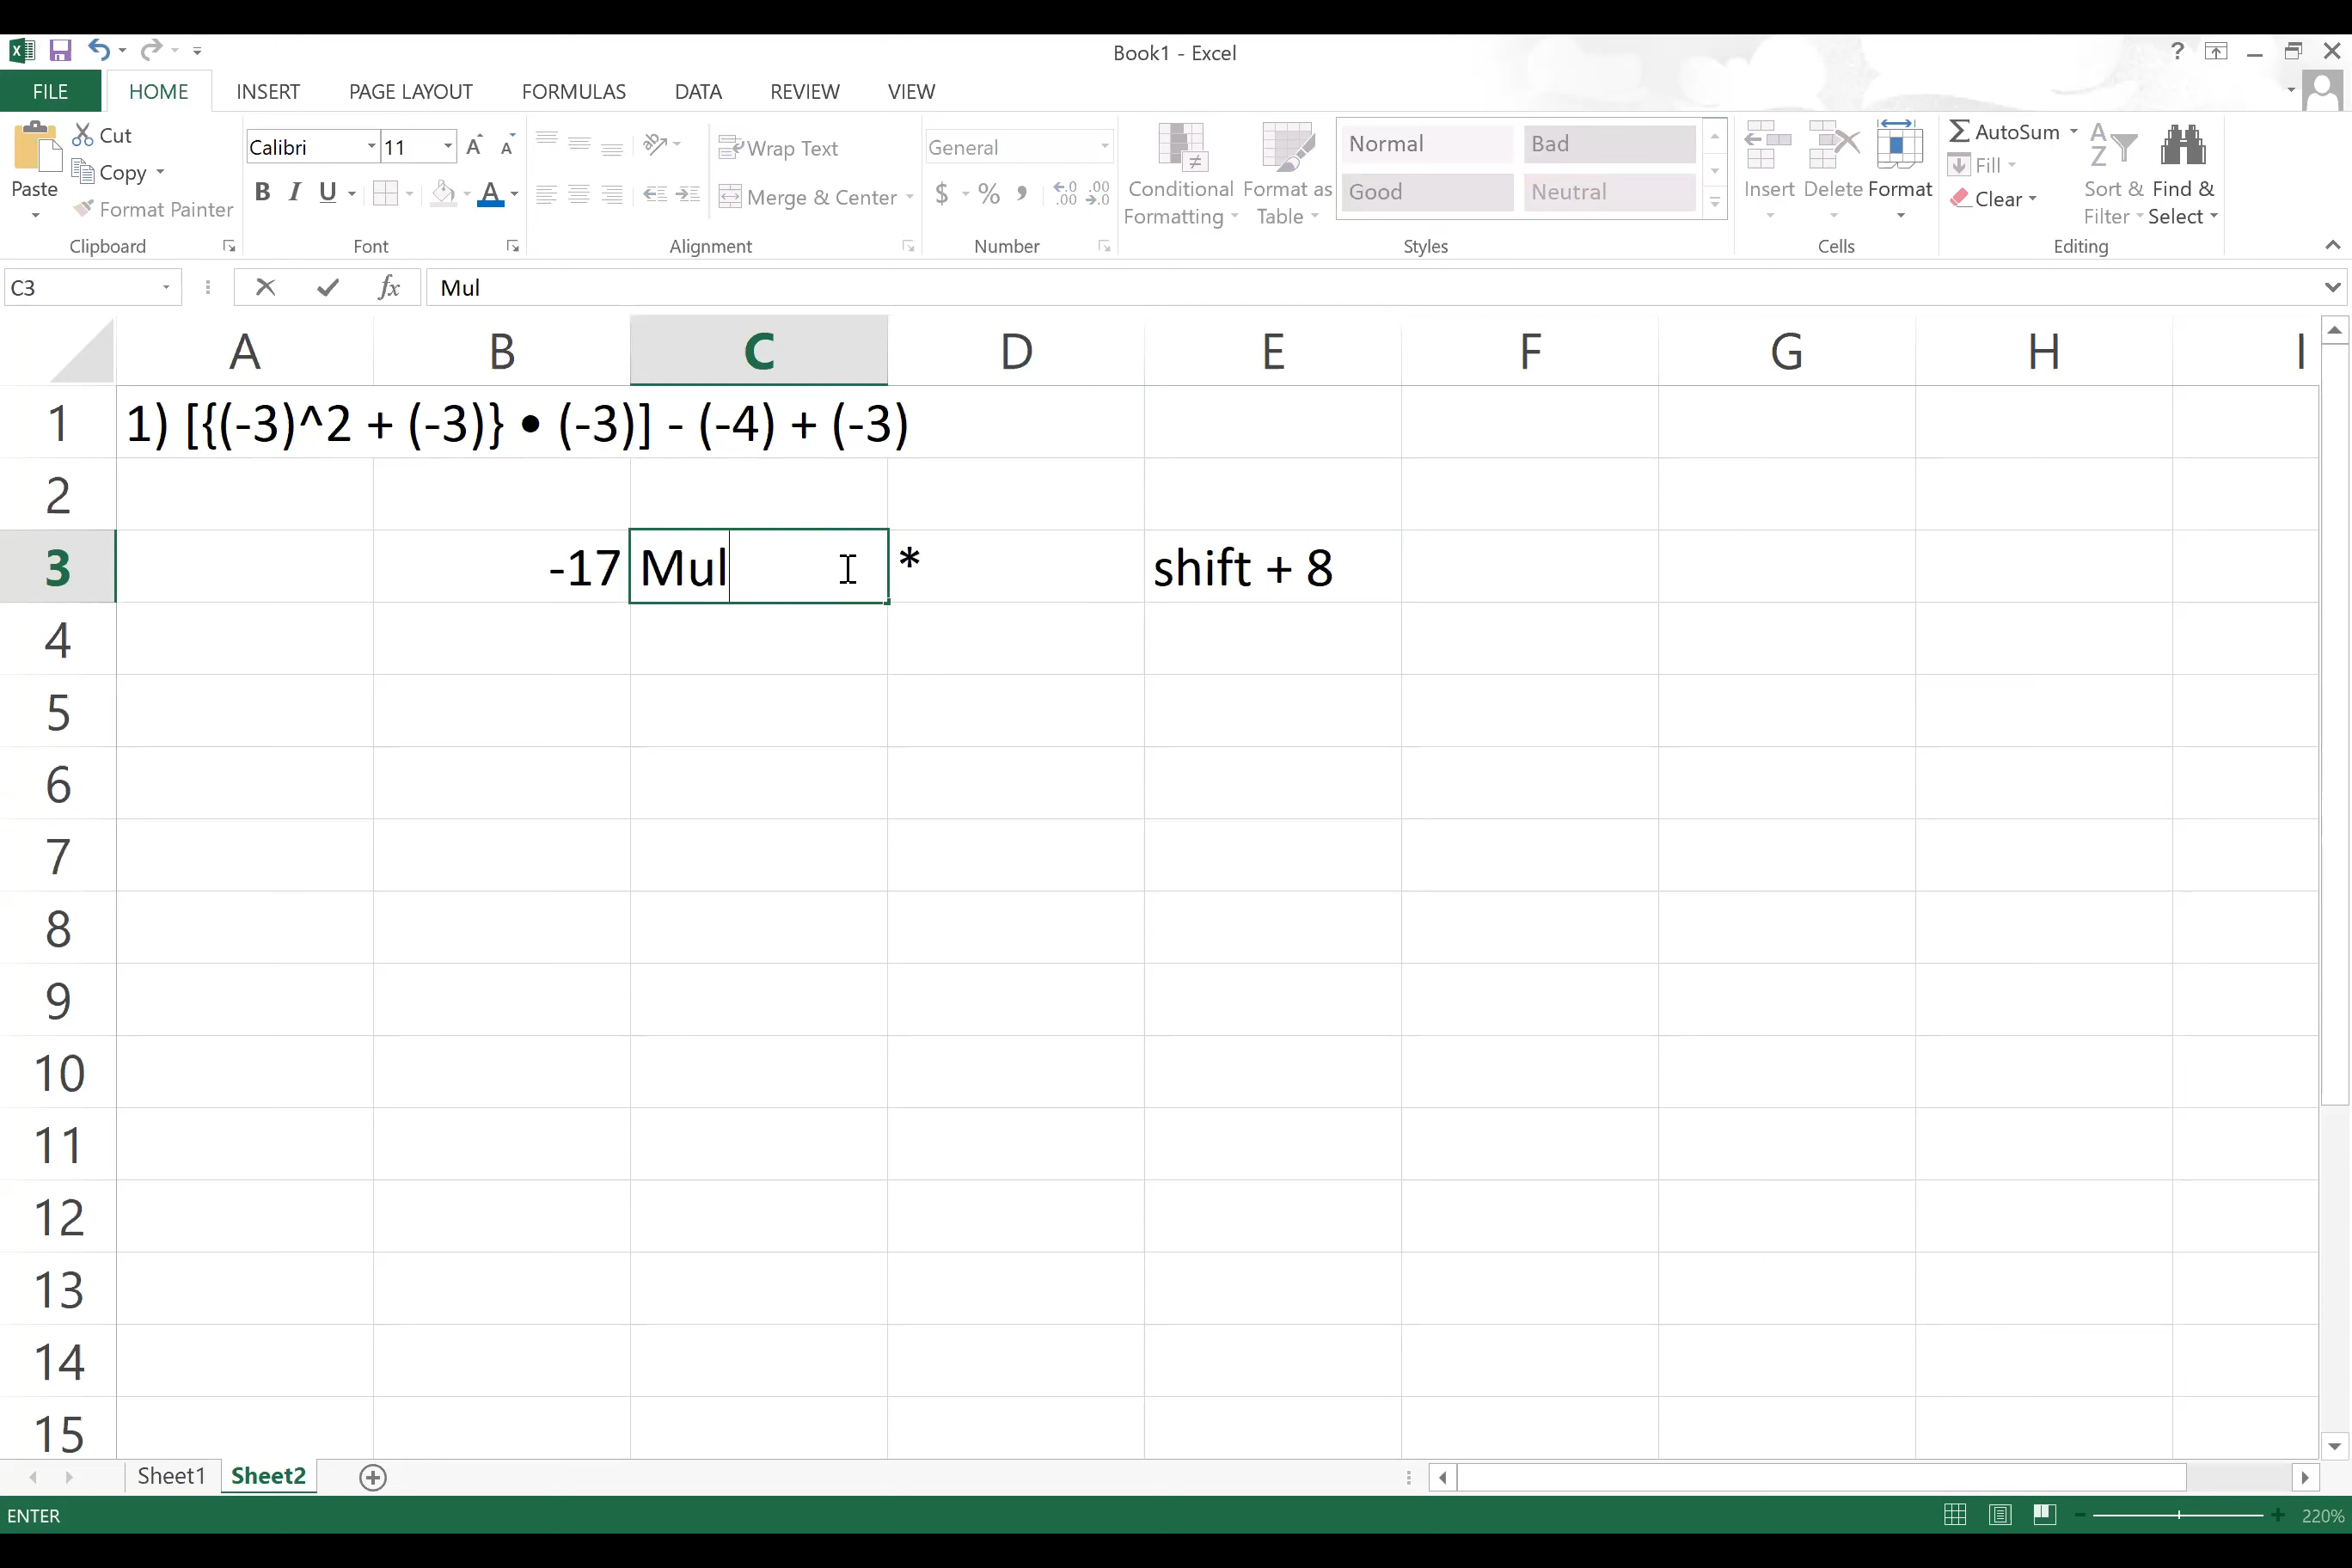 Book1 - Excel
FILE HOME INSERT PAGE LAYOUT FORMULAS DATA REVIEW VIEW
Cut
Copy
Format Painter
Paste
Clipboard
Calibri 11
B I U
Font
Wrap Text
Merge & Center
Alignment
General
$ % ,
Number
Conditional Formatting
Format as Table
Normal Bad
Good Neutral
Styles
Insert Delete Format
Cells
AutoSum
Fill
Clear
Sort & Filter
Find & Select
Editing
C3 fx Mul
A B C D E F G H I
1 1) [{(-3)^2 + (-3)} • (-3)] - (-4) + (-3)
2
3 -17 Mul * shift + 8
4
5
6
7
8
9
10
11
12
13
14
15
Sheet1 Sheet2
ENTER 220%